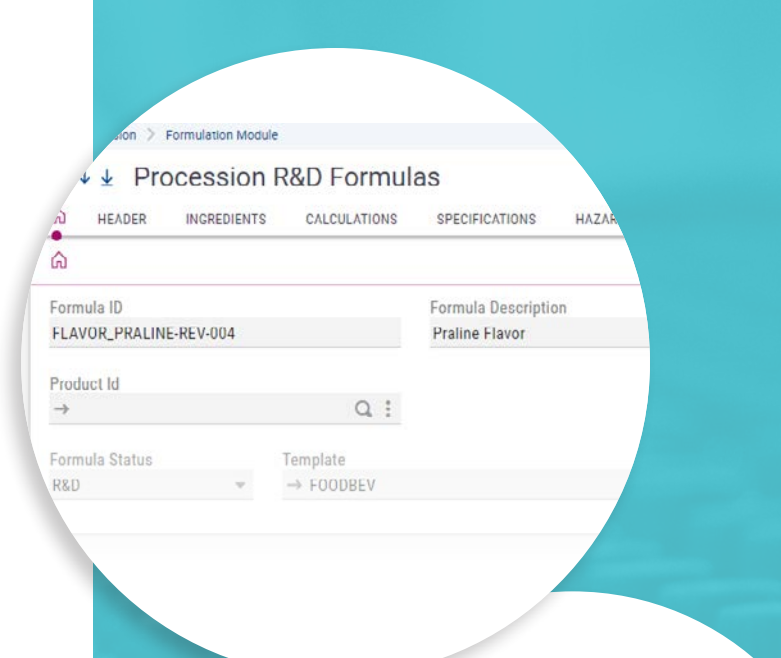 Formulation Module
Procession R&D Formulas
HEADER INGREDIENTS CALCULATIONS SPECIFICATIONS
Formula ID Formula Description
FLAVOR_PRALINE-REV-004 Praline Flavor
Product Id
Formula Status Template
R&D FOODBEV